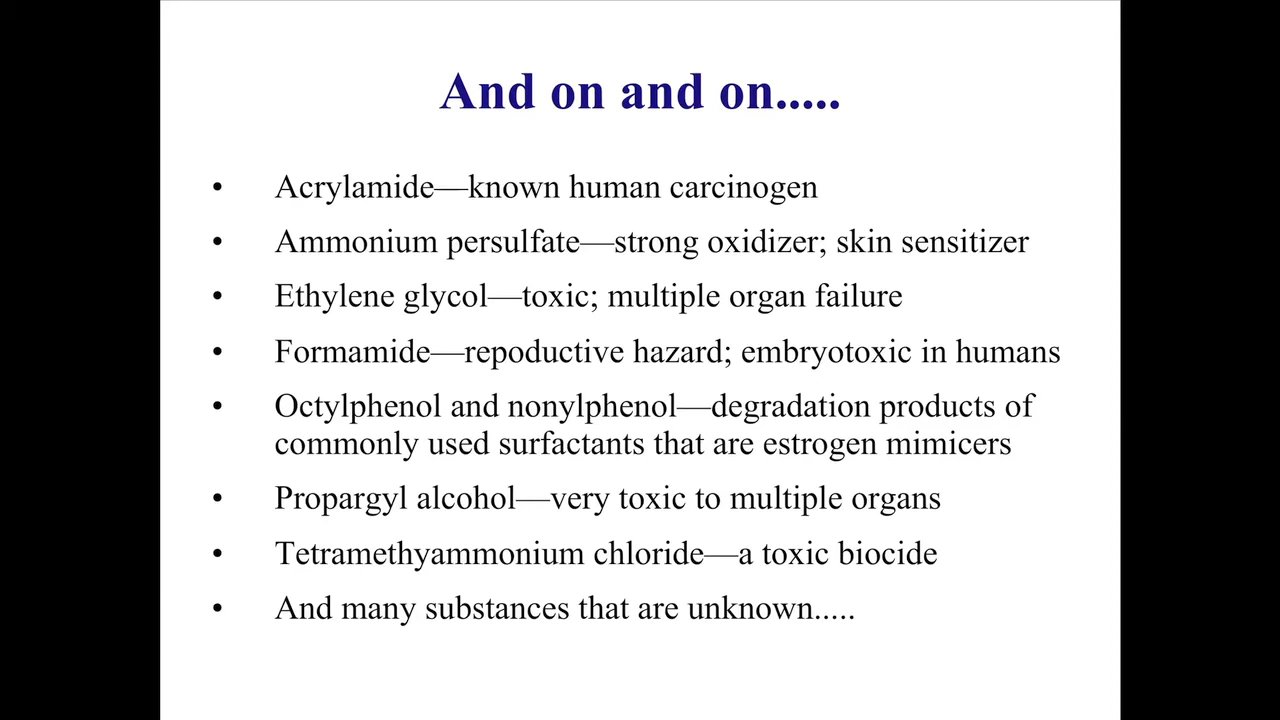 And on and on.....
• Acrylamide—known human carcinogen
• Ammonium persulfate—strong oxidizer; skin sensitizer
• Ethylene glycol—toxic; multiple organ failure
• Formamide—repoductive hazard; embryotoxic in humans
• Octylphenol and nonylphenol—degradation products of
commonly used surfactants that are estrogen mimicers
• Propargyl alcohol—very toxic to multiple organs
• Tetramethyammonium chloride—a toxic biocide
• And many substances that are unknown.....